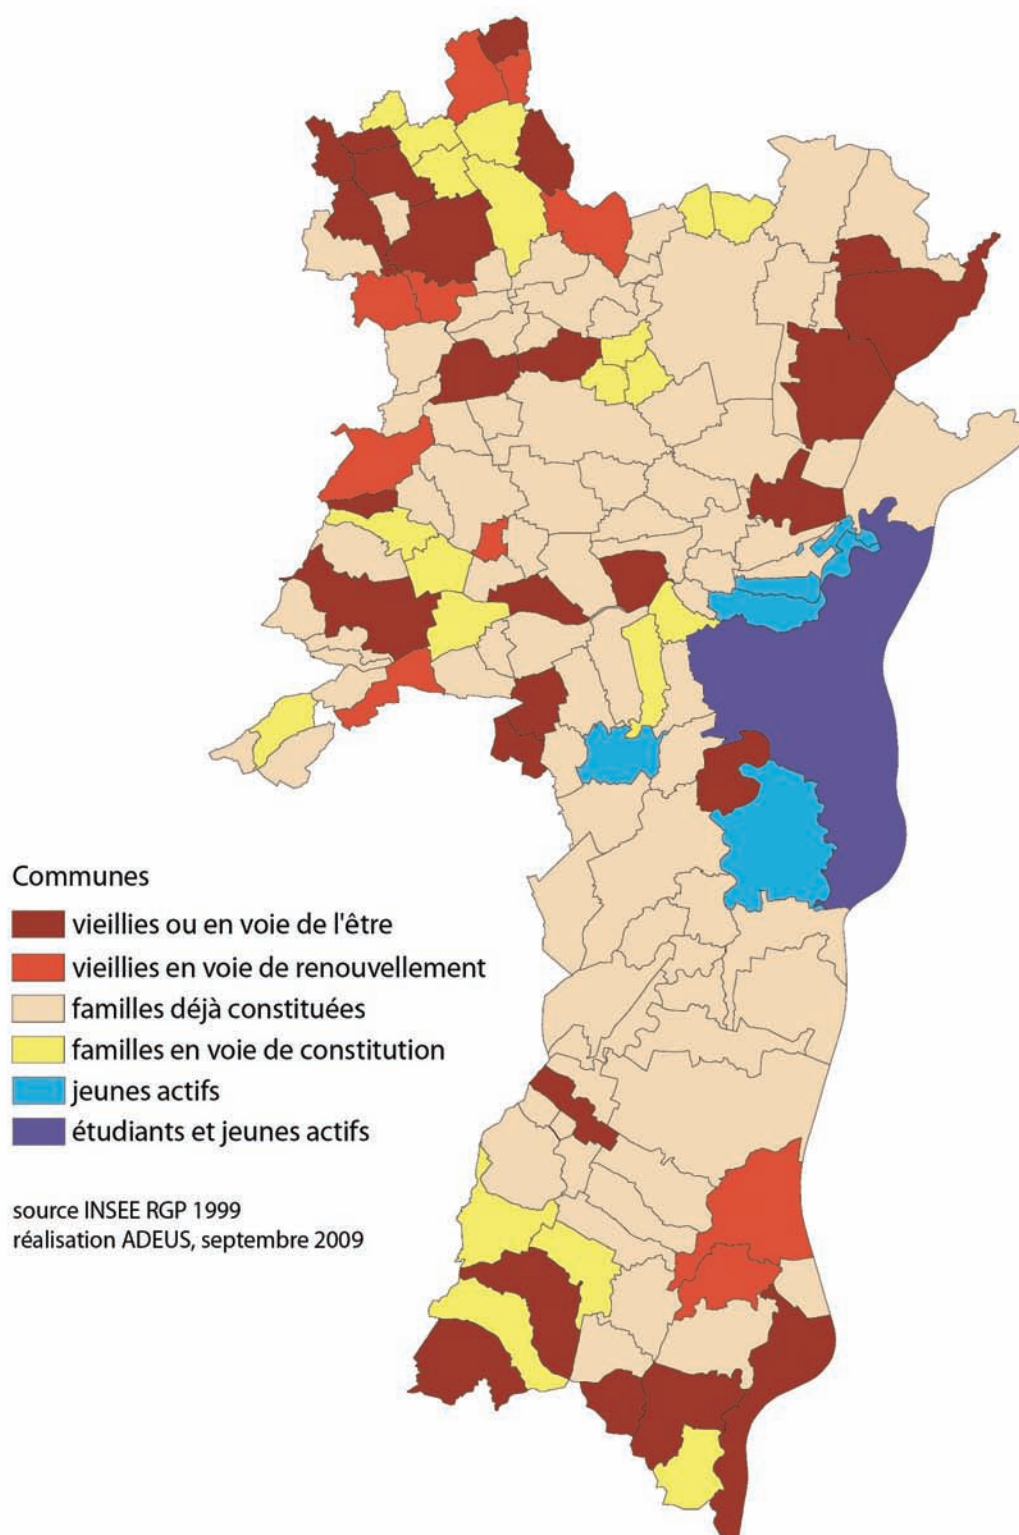 Communes
vieillies ou en voie de l'être
vieillies en voie de renouvellement
familles déjà constituées
familles en voie de constitution
jeunes actifs
étudiants et jeunes actifs
source INSEE RGP 1999
réalisation ADEUS, septembre 2009